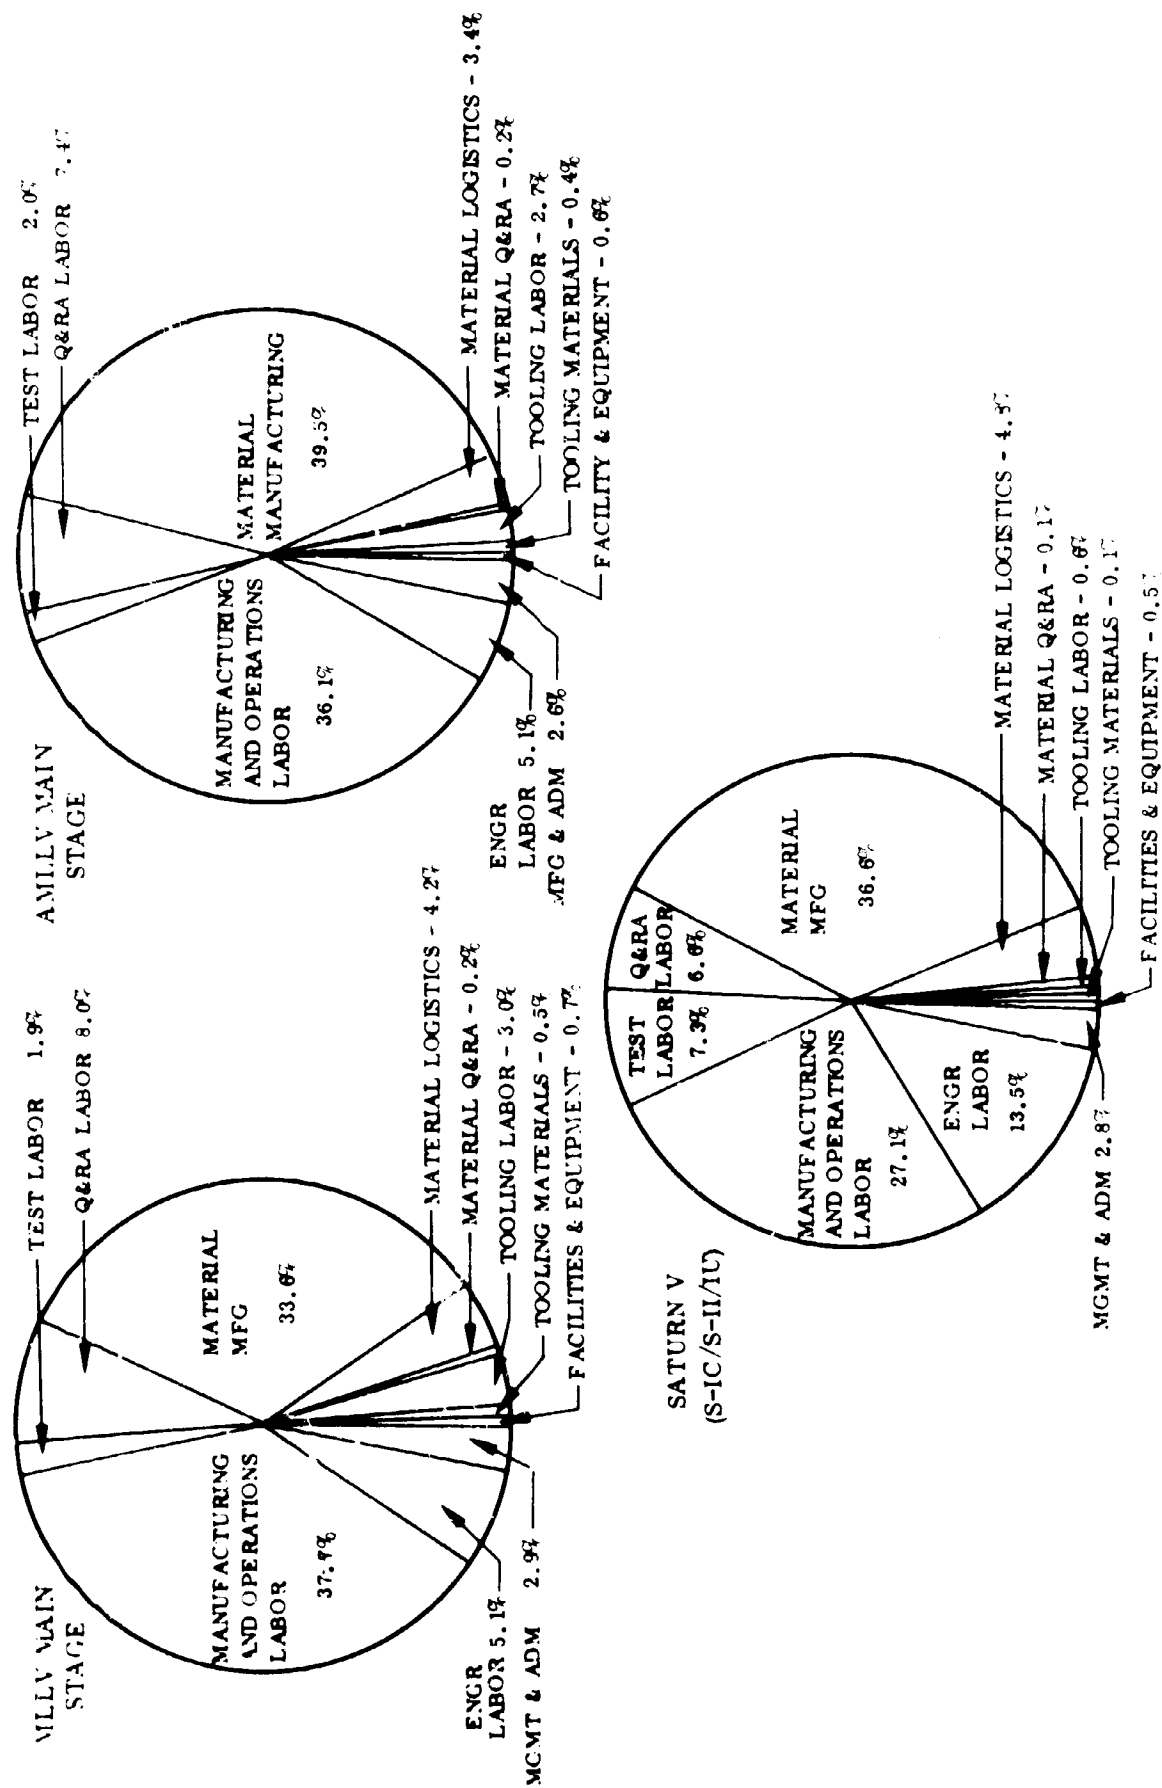 MLLV MAIN
STAGE
TEST LABOR 1.9%
Q&RA LABOR 8.0%
MATERIAL
MFG
33.6%
MANUFACTURING
AND OPERATIONS
LABOR
MATERIAL LOGISTICS - 4.2%
MATERIAL Q&RA - 0.2%
TOOLING LABOR - 3.0%
TOOLING MATERIALS - 0.5%
FACILITIES & EQUIPMENT - 0.7%
ENGR
LABOR 5.1%
MGMT & ADM 2.9%
AMLLV MAIN
STAGE
TEST LABOR 2.0%
Q&RA LABOR
MATERIAL
MANUFACTURING
39.5%
MANUFACTURING
AND OPERATIONS
LABOR
36.1%
MATERIAL LOGISTICS - 3.4%
MATERIAL Q&RA - 0.2%
TOOLING LABOR - 2.7%
TOOLING MATERIALS - 0.4%
FACILITY & EQUIPMENT - 0.6%
ENGR
LABOR 5.1%
MFG & ADM 2.6%
SATURN V
(S-IC/S-II/IU)
TEST
LABOR
7.3%
Q&RA
LABOR
6.6%
MATERIAL
MFG
36.6%
MANUFACTURING
AND OPERATIONS
LABOR
27.1%
ENGR
LABOR
13.5%
MATERIAL LOGISTICS -
MATERIAL Q&RA - 0.1%
TOOLING LABOR - 0.6%
TOOLING MATERIALS - 0.1%
FACILITIES & EQUIPMENT - 0.5%
MGMT & ADM 2.8%